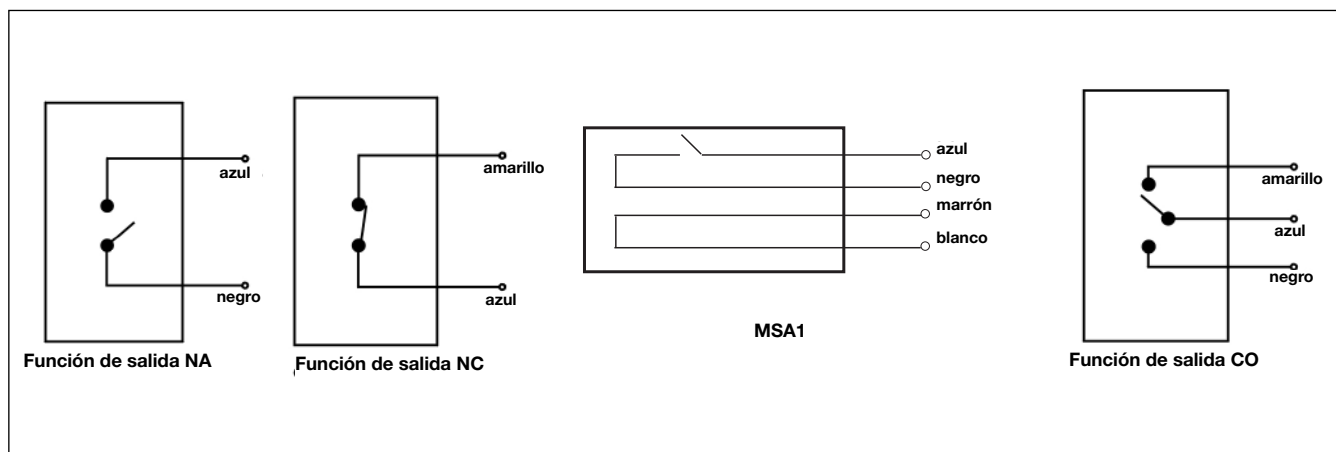 azul
negro
Función de salida NA
amarillo
azul
Función de salida NC
azul
negro
marrón
blanco
MSA1
amarillo
azul
negro
Función de salida CO